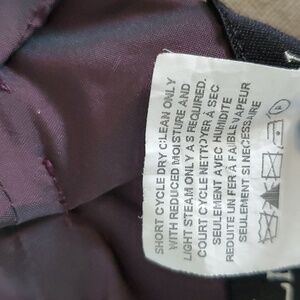 SHORT CYCLE DRY CLEAN ONLY
WITH REDUCED MOISTURE AND
LIGHT STEAM ONLY AS REQUIRED.
COURT CYCLE NETTOYER À SEC
SEULEMENT AVEC HUMIDITE
REDUITE UN FER À FAIBLE VAPEUR
SEULEMENT SI NECESSAIRE